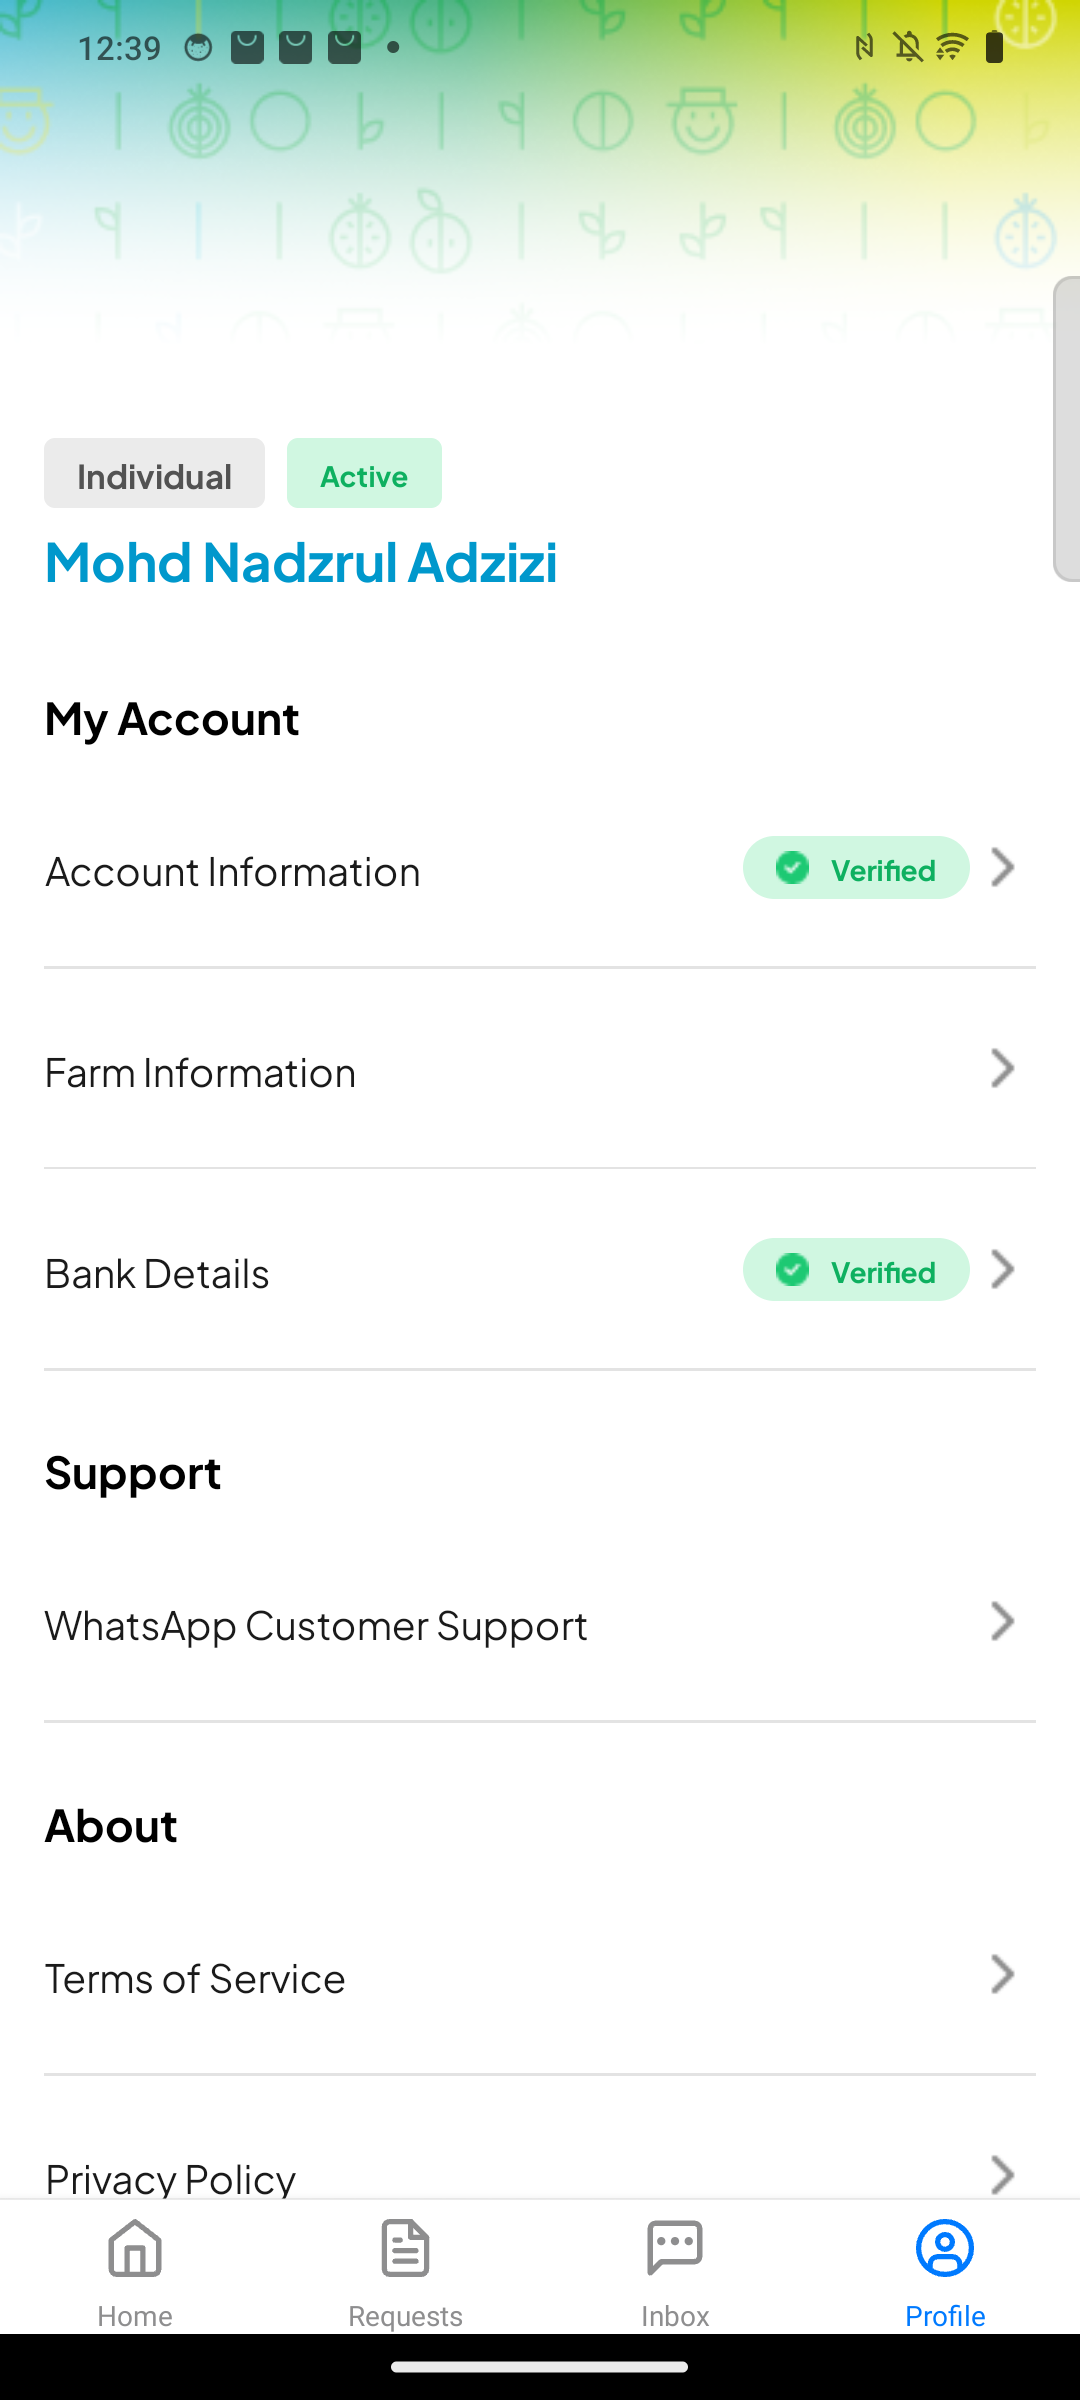 12:39
Individual
Active
Mohd Nadzrul Adzizi
My Account
Account Information
Verified
Farm Information
Bank Details
Verified
Support
WhatsApp Customer Support
About
Terms of Service
Privacy Policy
Home
Requests
Inbox
Profile